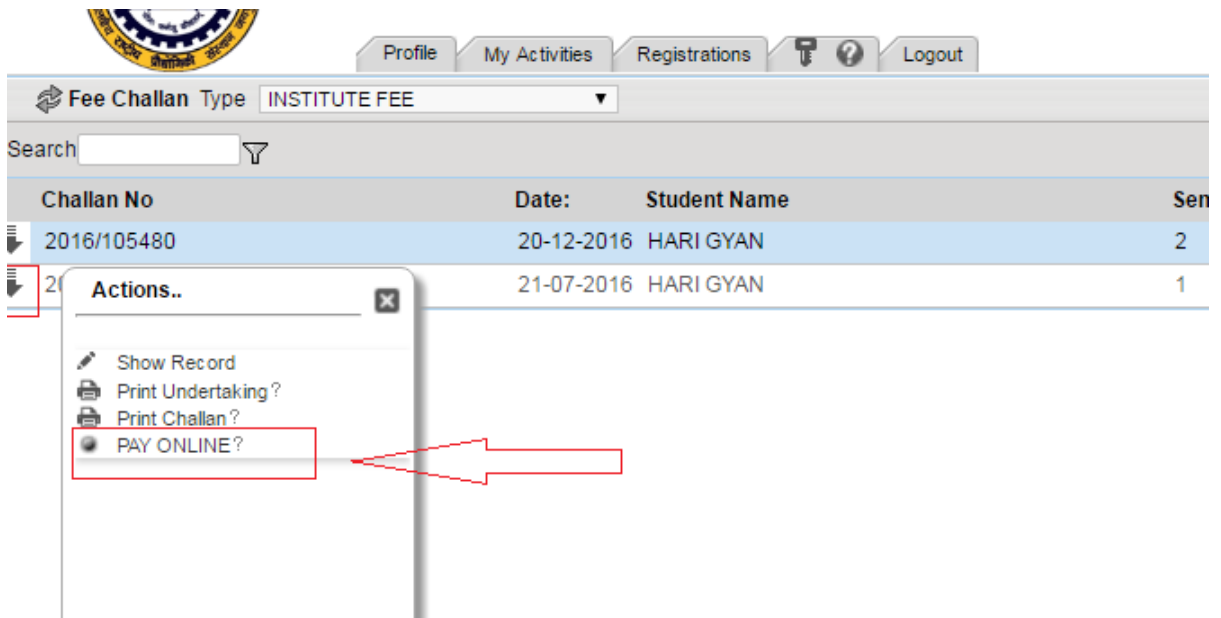 Profile My Activities Registrations Logout
Fee Challan Type INSTITUTE FEE
Search
Challan No Date: Student Name Sen
2016/105480 20-12-2016 HARI GYAN 2
20 21-07-2016 HARI GYAN 1
Actions..
Show Record
Print Undertaking?
Print Challan?
PAY ONLINE?